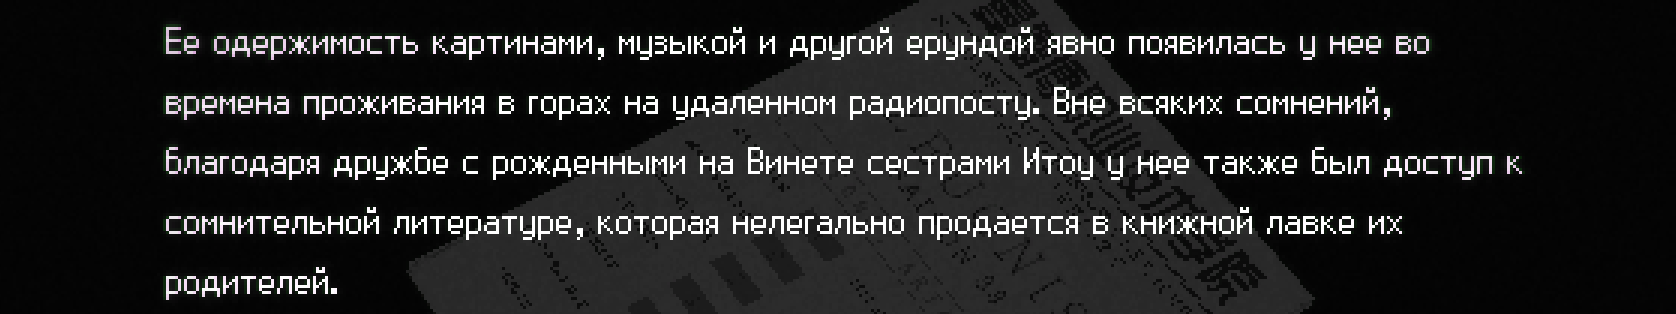 Ее одержимость картинами, музыкой и другой ерундой явно появилась у нее во
времена проживания в горах на удаленном радиопосту. Вне всяких сомнений,
благодаря дружбе с рожденными на Винете сестрами Итоу у нее также был доступ к
сомнительной литературе, которая нелегально продается в книжной лавке их
родителей.